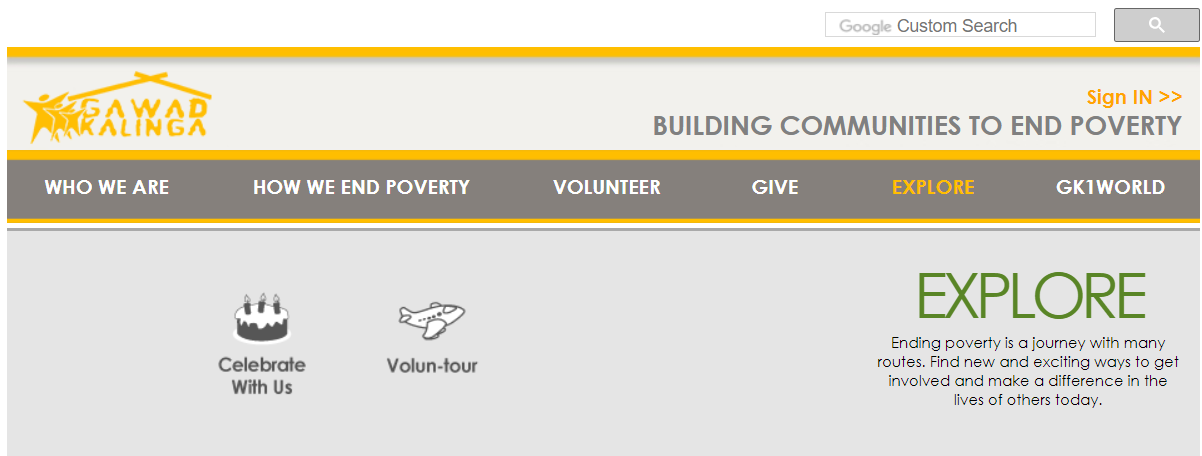 Google Custom Search
GAWAD
KALINGA
Sign IN >>
BUILDING COMMUNITIES TO END POVERTY
WHO WE ARE HOW WE END POVERTY VOLUNTEER GIVE EXPLORE GK1WORLD
Celebrate
With Us
Volun-tour
EXPLORE
Ending poverty is a journey with many
routes. Find new and exciting ways to get
involved and make a difference in the
lives of others today.